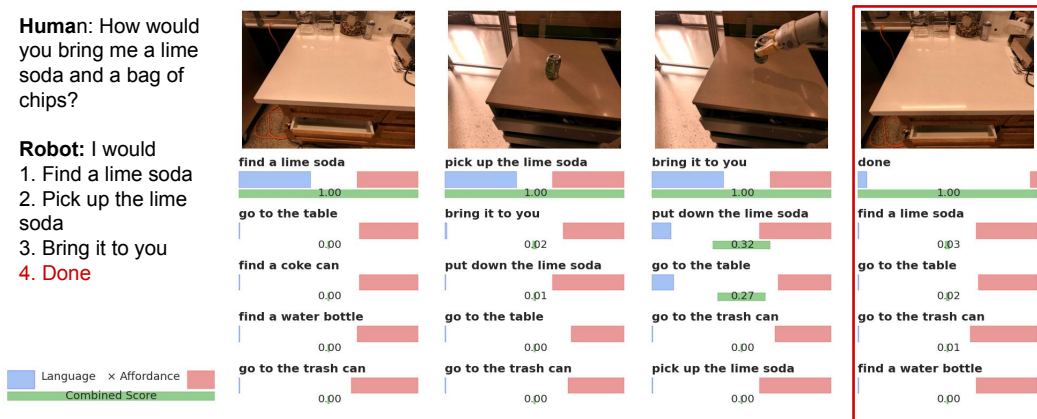 Human: How would
you bring me a lime
soda and a bag of
chips?
Robot: I would
1. Find a lime soda
2. Pick up the lime
soda
3. Bring it to you
4. Done
Language × Affordance
Combined Score
find a lime soda
1.00
go to the table
0.00
find a coke can
0.00
find a water bottle
0.00
go to the trash can
0.00
pick up the lime soda
1.00
bring it to you
0.02
put down the lime soda
0.01
go to the table
0.00
go to the trash can
0.00
bring it to you
1.00
put down the lime soda
0.32
go to the table
0.27
go to the trash can
0.00
pick up the lime soda
0.00
done
1.00
find a lime soda
0.03
go to the table
0.02
go to the trash can
0.01
find a water bottle
0.00